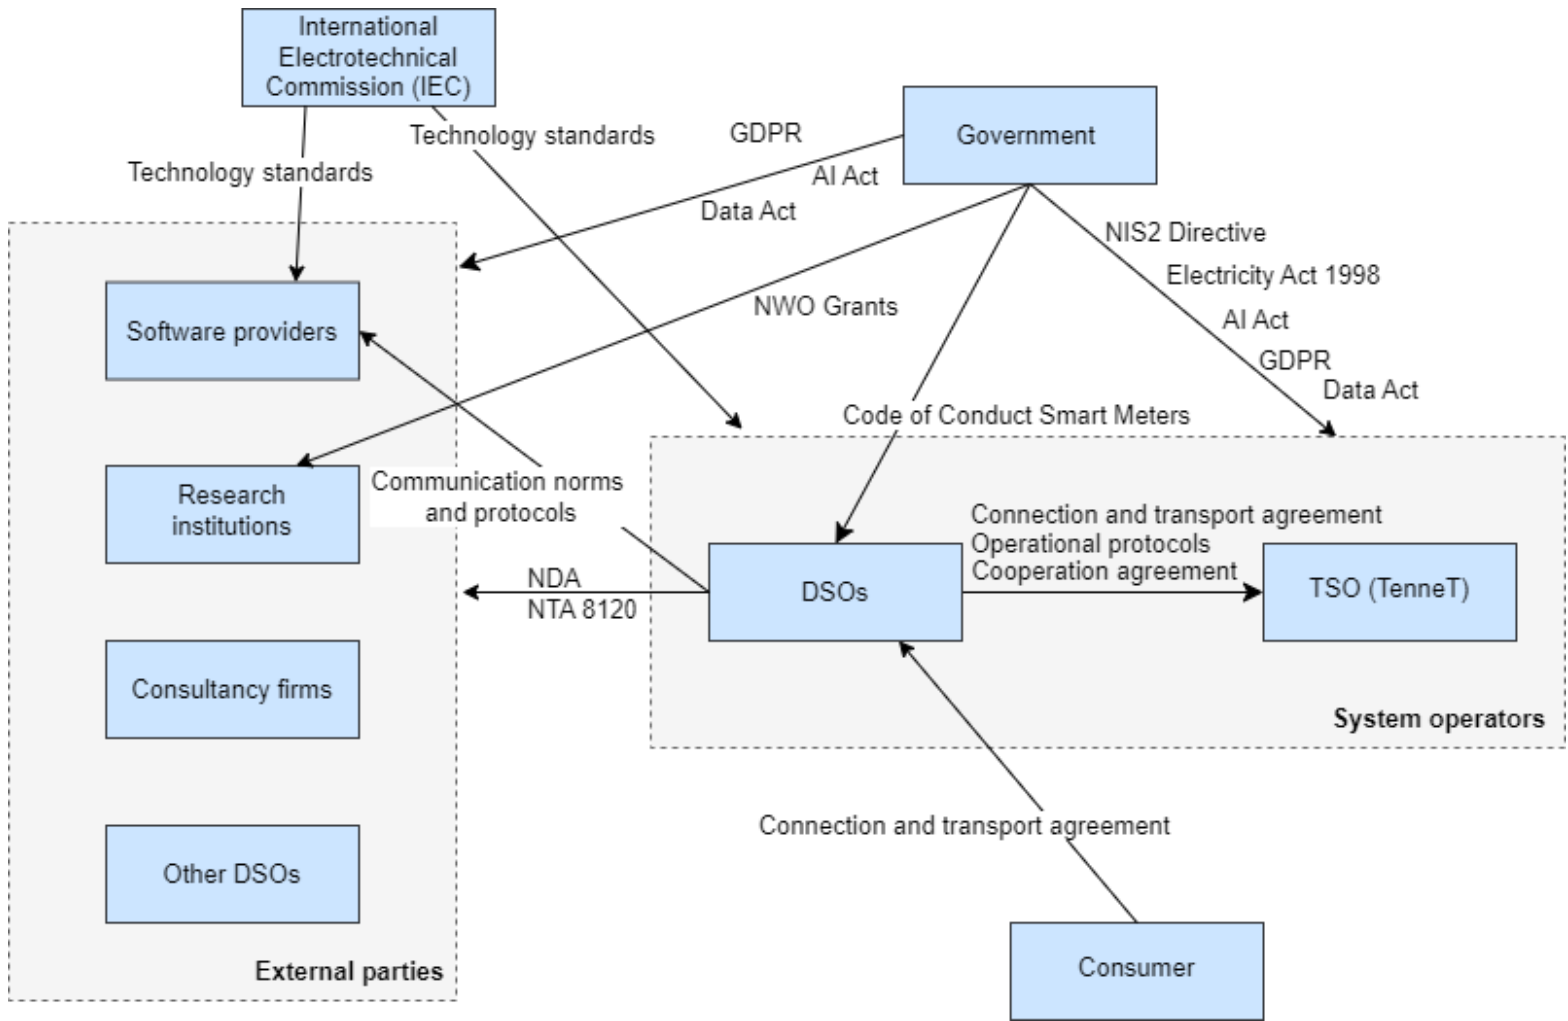 International
Electrotechnical
Commission (IEC)
Government
Technology standards
Technology standards
GDPR
AI Act
Data Act
NIS2 Directive
Electricity Act 1998
AI Act
GDPR
Data Act
NWO Grants
Code of Conduct Smart Meters
Software providers
Research
institutions
Consultancy firms
Other DSOs
External parties
Communication norms
and protocols
NDA
NTA 8120
DSOs
Connection and transport agreement
Operational protocols
Cooperation agreement
TSO (TenneT)
System operators
Connection and transport agreement
Consumer